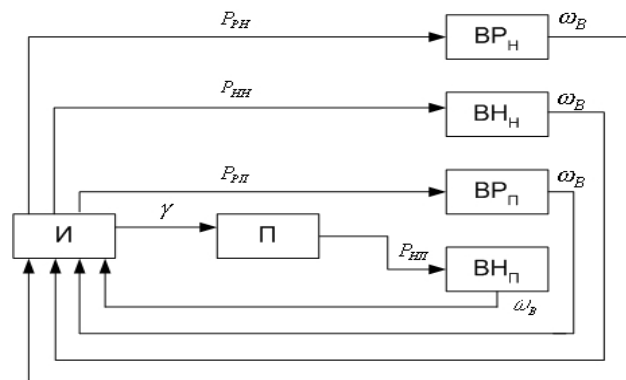 P_РН
ВР_Н
ω_В
P_НН
ВН_Н
ω_В
P_РП
ВР_П
ω_В
И
γ
П
P_НП
ВН_П
ω_В